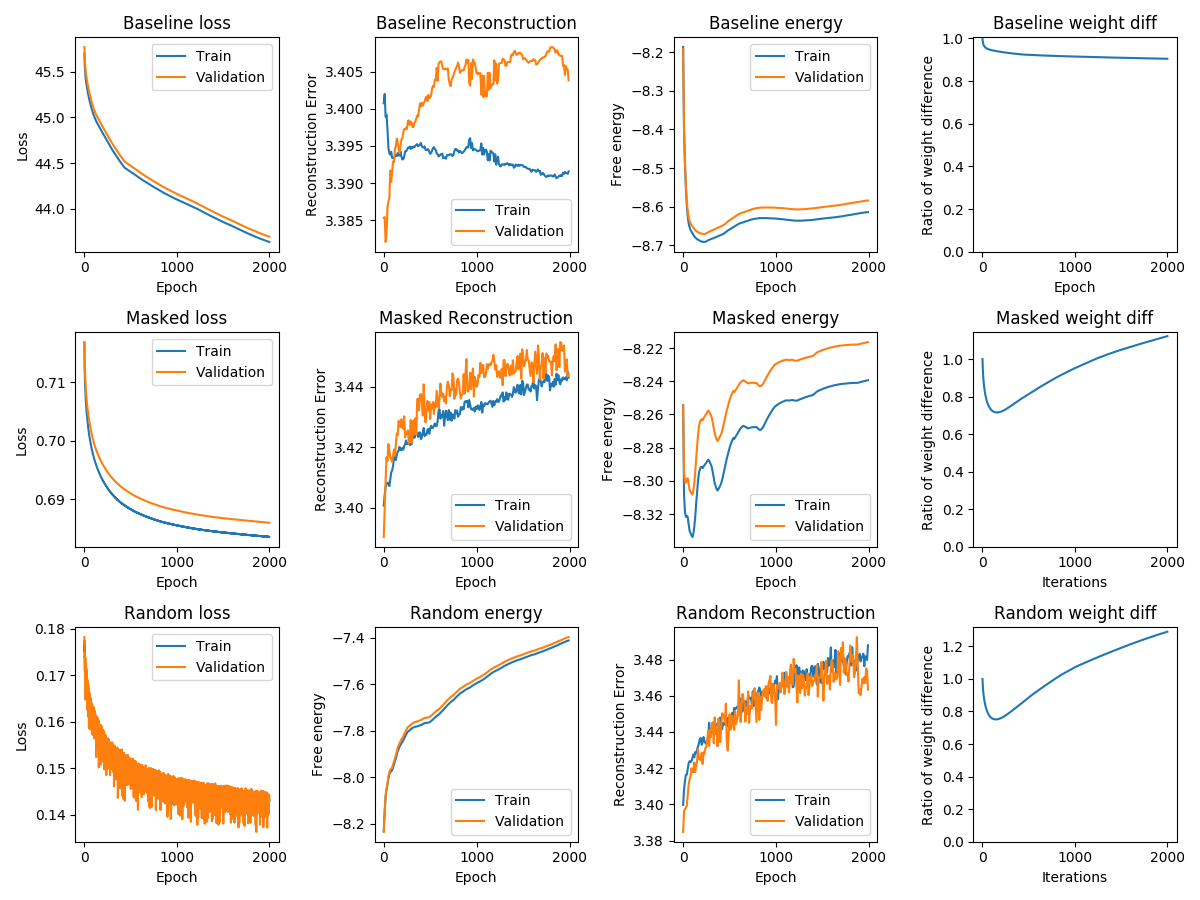 Baseline loss
Train
Validation
45.5
45.0
44.5
44.0
Loss
0
1000
2000
Epoch
Baseline Reconstruction
3.405
3.400
3.395
3.390
3.385
Reconstruction Error
Train
Validation
0
1000
2000
Epoch
Baseline energy
Train
Validation
−8.2
−8.3
−8.4
−8.5
−8.6
−8.7
Free energy
0
1000
2000
Epoch
Baseline weight diff
1.0
0.8
0.6
0.4
0.2
0.0
Ratio of weight difference
0
1000
2000
Epoch
Masked loss
Train
Validation
0.71
0.70
0.69
Loss
0
1000
2000
Epoch
Masked Reconstruction
3.44
3.42
3.40
Reconstruction Error
Train
Validation
0
1000
2000
Epoch
Masked energy
−8.22
−8.24
−8.26
−8.28
−8.30
−8.32
Free energy
Train
Validation
0
1000
2000
Epoch
Masked weight diff
1.0
0.8
0.6
0.4
0.2
0.0
Ratio of weight difference
0
1000
2000
Iterations
Random loss
Train
Validation
0.18
0.17
0.16
0.15
0.14
Loss
0
1000
2000
Epoch
Random energy
−7.4
−7.6
−7.8
−8.0
−8.2
Free energy
Train
Validation
0
1000
2000
Epoch
Random Reconstruction
3.48
3.46
3.44
3.42
3.40
3.38
Reconstruction Error
Train
Validation
0
1000
2000
Epoch
Random weight diff
1.2
1.0
0.8
0.6
0.4
0.2
0.0
Ratio of weight difference
0
1000
2000
Iterations